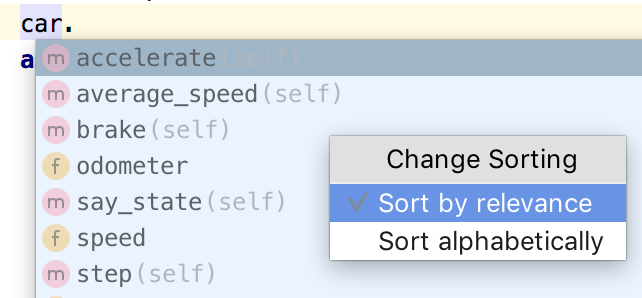 car.
a
m accelerate(self)
m average_speed(self)
m brake(self)
f odometer
m say_state(self)
f speed
m step(self)
Change Sorting
✓ Sort by relevance
Sort alphabetically